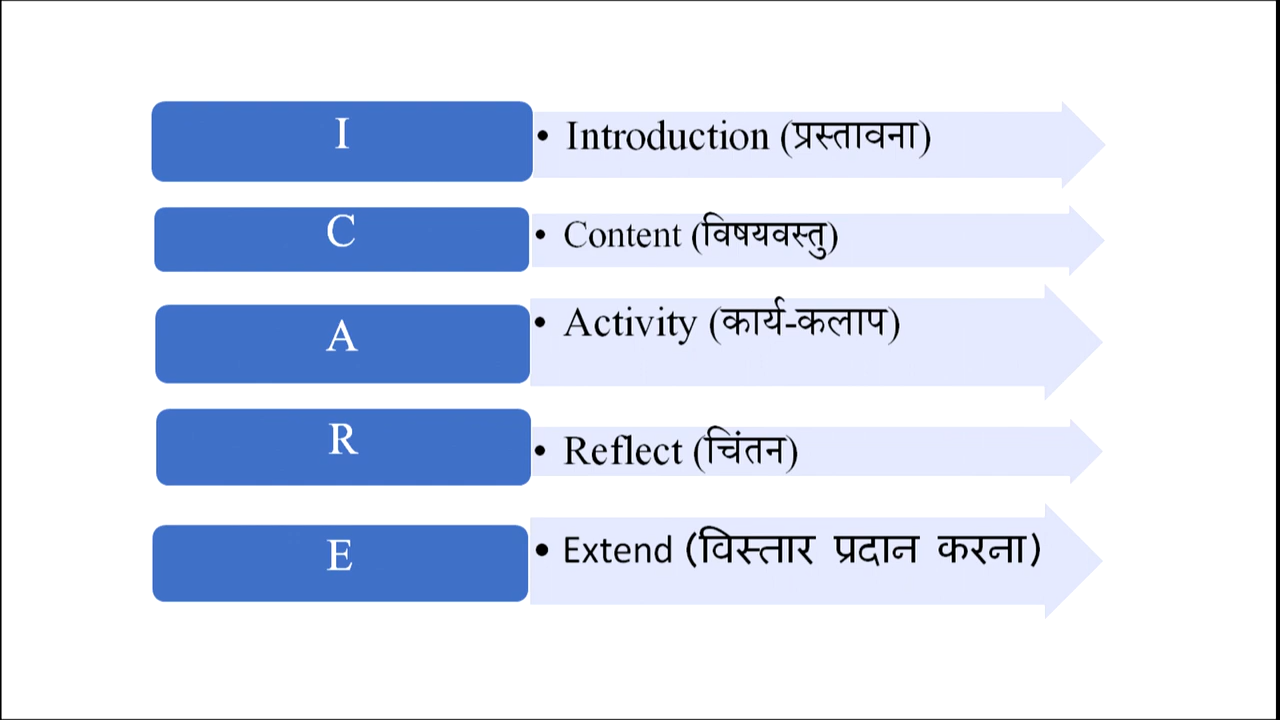 I
• Introduction (प्रस्तावना)
C
• Content (विषयवस्तु)
A
• Activity (कार्य-कलाप)
R
• Reflect (चिंतन)
E
• Extend (विस्तार प्रदान करना)